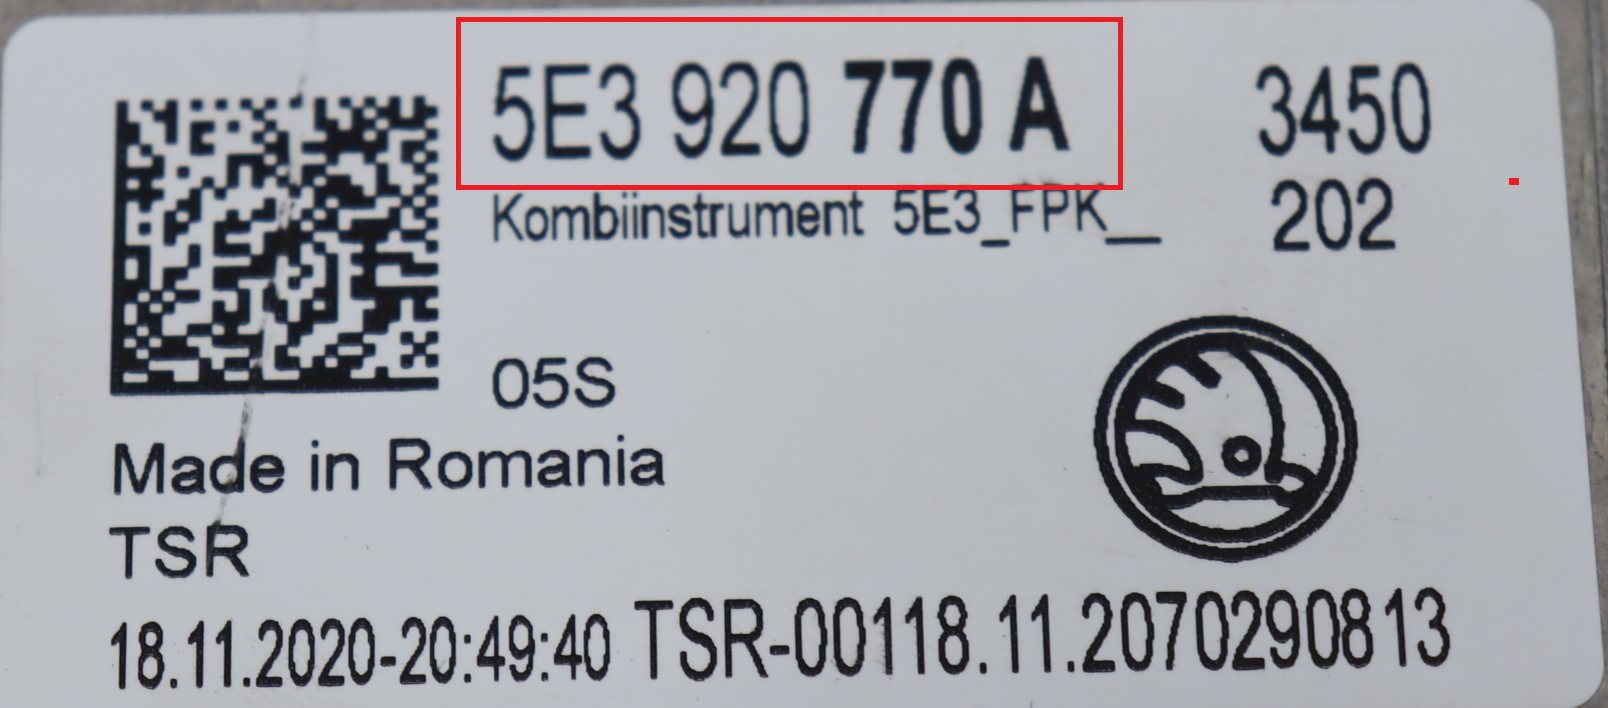 5E3 920 770 A 3450
Kombiinstrument 5E3_FPK__ 202
05S
Made in Romania
TSR
18.11.2020-20:49:40 TSR-00118.11.2070290813